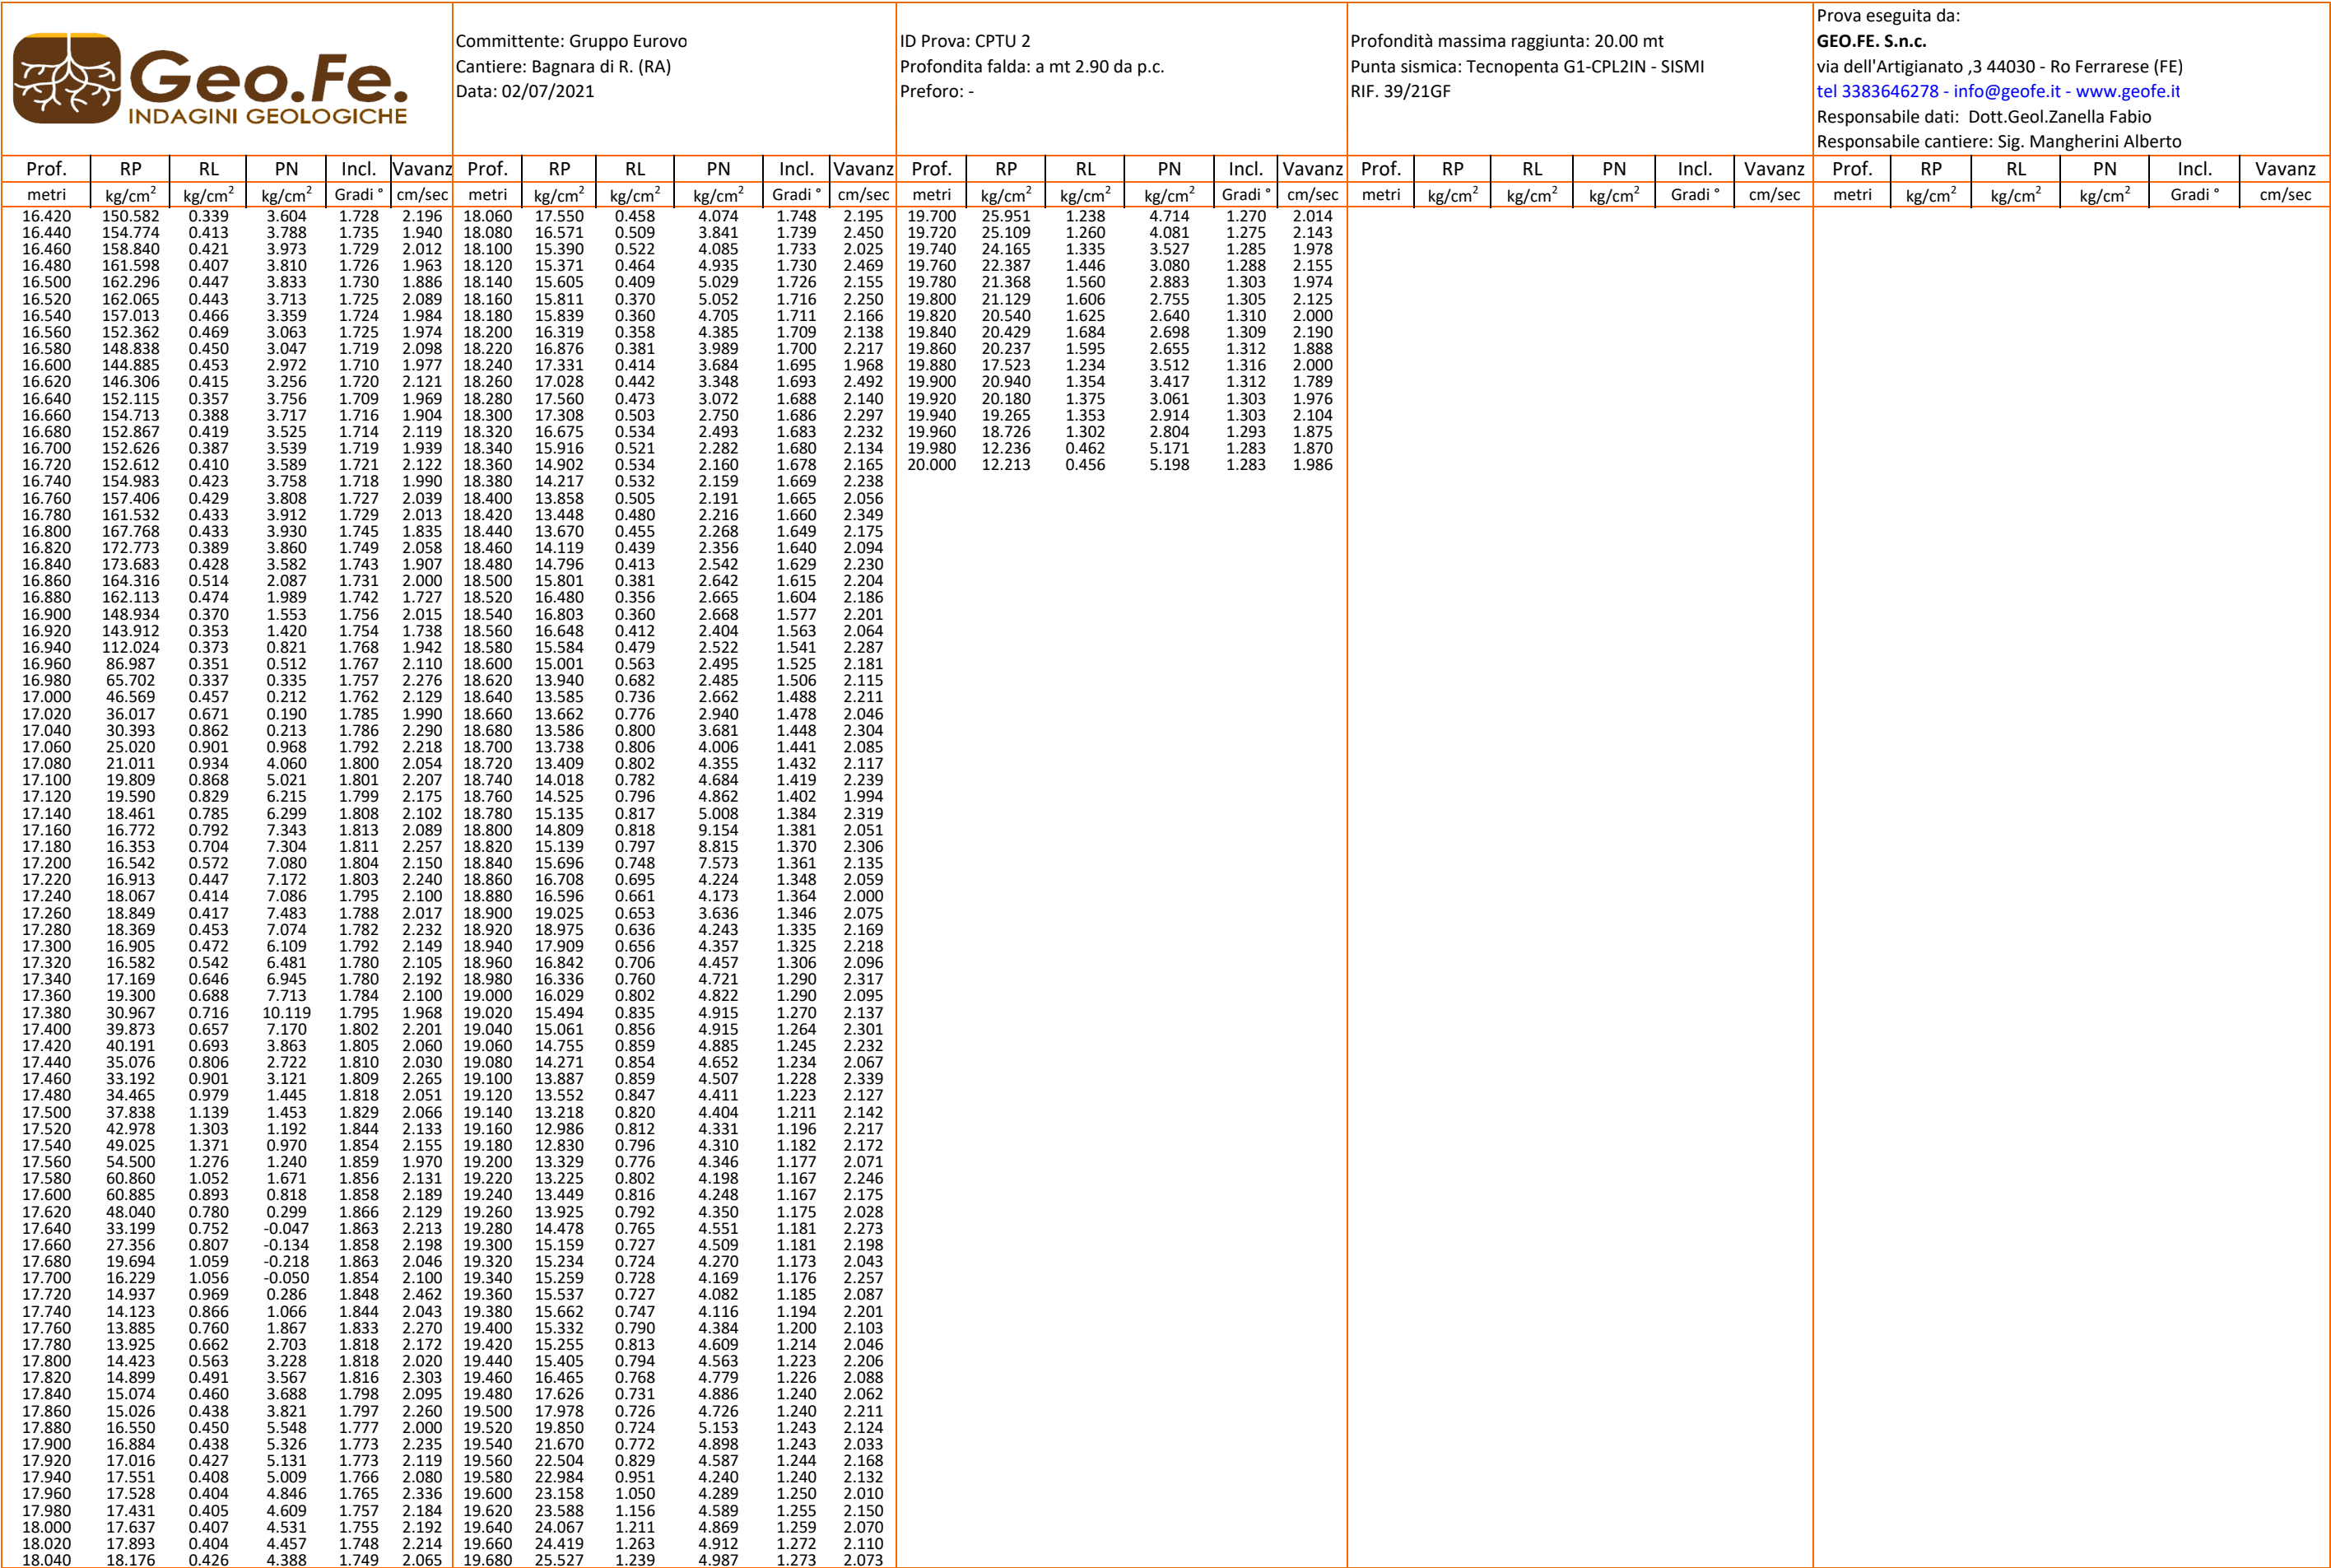 Geo.Fe.
INDAGINI GEOLOGICHE
Committente: Gruppo Eurovo
Cantiere: Bagnara di R. (RA)
Data: 02/07/2021
ID Prova: CPTU 2
Profondita falda: a mt 2.90 da p.c.
Preforo: -
Profondità massima raggiunta: 20.00 mt
Punta sismica: Tecnopenta G1-CPL2IN - SISMI
RIF. 39/21GF
Prova eseguita da:
GEO.FE. S.n.c.
via dell'Artigianato ,3 44030 - Ro Ferrarese (FE)
tel 3383646278 - info@geofe.it - www.geofe.it
Responsabile dati: Dott.Geol.Zanella Fabio
Responsabile cantiere: Sig. Mangherini Alberto
Prof. RP RL PN Incl. Vavanz Prof. RP RL PN Incl. Vavanz Prof. RP RL PN Incl. Vavanz Prof. RP RL PN Incl. Vavanz Prof. RP RL PN Incl. Vavanz
metri kg/cm² kg/cm² kg/cm² Gradi ° cm/sec metri kg/cm² kg/cm² kg/cm² Gradi ° cm/sec metri kg/cm² kg/cm² kg/cm² Gradi ° cm/sec metri kg/cm² kg/cm² kg/cm² Gradi ° cm/sec metri kg/cm² kg/cm² kg/cm² Gradi ° cm/sec
16.420 150.582 0.339 3.604 1.728 2.196 18.060 17.550 0.458 4.074 1.748 2.195 19.700 25.951 1.238 4.714 1.270 2.014
16.440 154.774 0.413 3.788 1.735 1.940 18.080 16.571 0.509 3.841 1.739 2.450 19.720 25.109 1.260 4.081 1.275 2.143
16.460 158.840 0.421 3.973 1.729 2.012 18.100 15.390 0.522 4.085 1.733 2.025 19.740 24.165 1.335 3.527 1.285 1.978
16.480 161.598 0.407 3.810 1.726 1.963 18.120 15.371 0.464 4.935 1.730 2.469 19.760 22.387 1.446 3.080 1.288 2.155
16.500 162.296 0.447 3.833 1.730 1.886 18.140 15.605 0.409 5.029 1.726 2.155 19.780 21.368 1.560 2.883 1.303 1.974
16.520 162.065 0.443 3.713 1.725 2.089 18.160 15.811 0.370 5.052 1.716 2.250 19.800 21.129 1.606 2.755 1.305 2.125
16.540 157.013 0.466 3.359 1.724 1.984 18.180 15.839 0.360 4.705 1.711 2.166 19.820 20.540 1.625 2.640 1.310 2.000
16.560 152.362 0.469 3.063 1.725 1.974 18.200 16.319 0.358 4.385 1.709 2.138 19.840 20.429 1.684 2.698 1.309 2.190
16.580 148.838 0.450 3.047 1.719 2.098 18.220 16.876 0.381 3.989 1.700 2.217 19.860 20.237 1.595 2.655 1.312 1.888
16.600 144.885 0.453 2.972 1.710 1.977 18.240 17.331 0.414 3.684 1.695 1.968 19.880 17.523 1.234 3.512 1.316 2.000
16.620 146.306 0.415 3.256 1.720 2.121 18.260 17.028 0.442 3.348 1.693 2.492 19.900 20.940 1.354 3.417 1.312 1.789
16.640 152.115 0.357 3.756 1.709 1.969 18.280 17.560 0.473 3.072 1.688 2.140 19.920 20.180 1.375 3.061 1.303 1.976
16.660 154.713 0.388 3.717 1.716 1.904 18.300 17.308 0.503 2.750 1.686 2.297 19.940 19.265 1.353 2.914 1.303 2.104
16.680 152.867 0.419 3.525 1.714 2.119 18.320 16.675 0.534 2.493 1.683 2.232 19.960 18.726 1.302 2.804 1.293 1.875
16.700 152.626 0.387 3.539 1.719 1.939 18.340 15.916 0.521 2.282 1.680 2.134 19.980 12.236 0.462 5.171 1.283 1.870
16.720 152.612 0.410 3.589 1.721 2.122 18.360 14.902 0.534 2.160 1.678 2.165 20.000 12.213 0.456 5.198 1.283 1.986
16.740 154.983 0.423 3.758 1.718 1.990 18.380 14.217 0.532 2.159 1.669 2.238
16.760 157.406 0.429 3.808 1.727 2.039 18.400 13.858 0.505 2.191 1.665 2.056
16.780 161.532 0.433 3.912 1.729 2.013 18.420 13.448 0.480 2.216 1.660 2.349
16.800 167.768 0.433 3.930 1.745 1.835 18.440 13.670 0.455 2.268 1.649 2.175
16.820 172.773 0.389 3.860 1.749 2.058 18.460 14.119 0.439 2.356 1.640 2.094
16.840 173.683 0.428 3.582 1.743 1.907 18.480 14.796 0.413 2.542 1.629 2.230
16.860 164.316 0.514 2.087 1.731 2.000 18.500 15.801 0.381 2.642 1.615 2.204
16.880 162.113 0.474 1.989 1.742 1.727 18.520 16.480 0.356 2.665 1.604 2.186
16.900 148.934 0.370 1.553 1.756 2.015 18.540 16.803 0.360 2.668 1.577 2.201
16.920 143.912 0.353 1.420 1.754 1.738 18.560 16.648 0.412 2.404 1.563 2.064
16.940 112.024 0.373 0.821 1.768 1.942 18.580 15.584 0.479 2.522 1.541 2.287
16.960 86.987 0.351 0.512 1.767 2.110 18.600 15.001 0.563 2.495 1.525 2.181
16.980 65.702 0.337 0.335 1.757 2.276 18.620 13.940 0.682 2.485 1.506 2.115
17.000 46.569 0.457 0.212 1.762 2.129 18.640 13.585 0.736 2.662 1.488 2.211
17.020 36.017 0.671 0.190 1.785 1.990 18.660 13.662 0.776 2.940 1.478 2.046
17.040 30.393 0.862 0.213 1.786 2.290 18.680 13.586 0.800 3.681 1.448 2.304
17.060 25.020 0.901 0.968 1.792 2.218 18.700 13.738 0.806 4.006 1.441 2.085
17.080 21.011 0.934 4.060 1.800 2.054 18.720 13.409 0.802 4.355 1.432 2.117
17.100 19.809 0.868 5.021 1.801 2.207 18.740 14.018 0.782 4.684 1.419 2.239
17.120 19.590 0.829 6.215 1.799 2.175 18.760 14.525 0.796 4.862 1.402 1.994
17.140 18.461 0.785 6.299 1.808 2.102 18.780 15.135 0.817 5.008 1.384 2.319
17.160 16.772 0.792 7.343 1.813 2.089 18.800 14.809 0.818 9.154 1.381 2.051
17.180 16.353 0.704 7.304 1.811 2.257 18.820 15.139 0.797 8.815 1.370 2.306
17.200 16.542 0.572 7.080 1.804 2.150 18.840 15.696 0.748 7.573 1.361 2.135
17.220 16.913 0.447 7.172 1.803 2.240 18.860 16.708 0.695 4.224 1.348 2.059
17.240 18.067 0.414 7.086 1.795 2.100 18.880 16.596 0.661 4.173 1.364 2.000
17.260 18.849 0.417 7.483 1.788 2.017 18.900 19.025 0.653 3.636 1.346 2.075
17.280 18.369 0.453 7.074 1.782 2.232 18.920 18.975 0.636 4.243 1.335 2.169
17.300 16.905 0.472 6.109 1.792 2.149 18.940 17.909 0.656 4.357 1.325 2.218
17.320 16.582 0.542 6.481 1.780 2.105 18.960 16.842 0.706 4.457 1.306 2.096
17.340 17.169 0.646 6.945 1.780 2.192 18.980 16.336 0.760 4.721 1.290 2.317
17.360 19.300 0.688 7.713 1.784 2.100 19.000 16.029 0.802 4.822 1.290 2.095
17.380 30.967 0.716 10.119 1.795 1.968 19.020 15.494 0.835 4.915 1.270 2.137
17.400 39.873 0.657 7.170 1.802 2.201 19.040 15.061 0.856 4.915 1.264 2.301
17.420 40.191 0.693 3.863 1.805 2.060 19.060 14.755 0.859 4.885 1.245 2.232
17.440 35.076 0.806 2.722 1.810 2.030 19.080 14.271 0.854 4.652 1.234 2.067
17.460 33.192 0.901 3.121 1.809 2.265 19.100 13.887 0.859 4.507 1.228 2.339
17.480 34.465 0.979 1.445 1.818 2.051 19.120 13.552 0.847 4.411 1.223 2.127
17.500 37.838 1.139 1.453 1.829 2.066 19.140 13.218 0.820 4.404 1.211 2.142
17.520 42.978 1.303 1.192 1.844 2.133 19.160 12.986 0.812 4.331 1.196 2.217
17.540 49.025 1.371 0.970 1.854 2.155 19.180 12.830 0.796 4.310 1.182 2.172
17.560 54.500 1.276 1.240 1.859 1.970 19.200 13.329 0.776 4.346 1.177 2.071
17.580 60.860 1.052 1.671 1.856 2.131 19.220 13.225 0.802 4.198 1.167 2.246
17.600 60.885 0.893 0.818 1.858 2.189 19.240 13.449 0.816 4.248 1.167 2.175
17.620 48.040 0.780 0.299 1.866 2.129 19.260 13.925 0.792 4.350 1.175 2.028
17.640 33.199 0.752 -0.047 1.863 2.213 19.280 14.478 0.765 4.551 1.181 2.273
17.660 27.356 0.807 -0.134 1.858 2.198 19.300 15.159 0.727 4.509 1.181 2.198
17.680 19.694 1.059 -0.218 1.863 2.046 19.320 15.234 0.724 4.270 1.173 2.043
17.700 16.229 1.056 -0.050 1.854 2.100 19.340 15.259 0.728 4.169 1.176 2.257
17.720 14.937 0.969 0.286 1.848 2.462 19.360 15.537 0.727 4.082 1.185 2.087
17.740 14.123 0.866 1.066 1.844 2.043 19.380 15.662 0.747 4.116 1.194 2.201
17.760 13.885 0.760 1.867 1.833 2.270 19.400 15.332 0.790 4.384 1.200 2.103
17.780 13.925 0.662 2.703 1.818 2.172 19.420 15.255 0.813 4.609 1.214 2.046
17.800 14.423 0.563 3.228 1.818 2.020 19.440 15.405 0.794 4.563 1.223 2.206
17.820 14.899 0.491 3.567 1.816 2.303 19.460 16.465 0.768 4.779 1.226 2.088
17.840 15.074 0.460 3.688 1.798 2.095 19.480 17.626 0.731 4.886 1.240 2.062
17.860 15.026 0.438 3.821 1.797 2.260 19.500 17.978 0.726 4.726 1.240 2.211
17.880 16.550 0.450 5.548 1.777 2.000 19.520 19.850 0.724 5.153 1.243 2.124
17.900 16.884 0.438 5.326 1.773 2.235 19.540 21.670 0.772 4.898 1.243 2.033
17.920 17.016 0.427 5.131 1.773 2.119 19.560 22.504 0.829 4.587 1.244 2.168
17.940 17.551 0.408 5.009 1.766 2.080 19.580 22.984 0.951 4.240 1.240 2.132
17.960 17.528 0.404 4.846 1.765 2.336 19.600 23.158 1.050 4.289 1.250 2.010
17.980 17.431 0.405 4.609 1.757 2.184 19.620 23.588 1.156 4.589 1.255 2.150
18.000 17.637 0.407 4.531 1.755 2.192 19.640 24.067 1.211 4.869 1.259 2.070
18.020 17.893 0.404 4.457 1.748 2.214 19.660 24.419 1.263 4.912 1.272 2.110
18.040 18.176 0.426 4.388 1.749 2.065 19.680 25.527 1.239 4.987 1.273 2.073